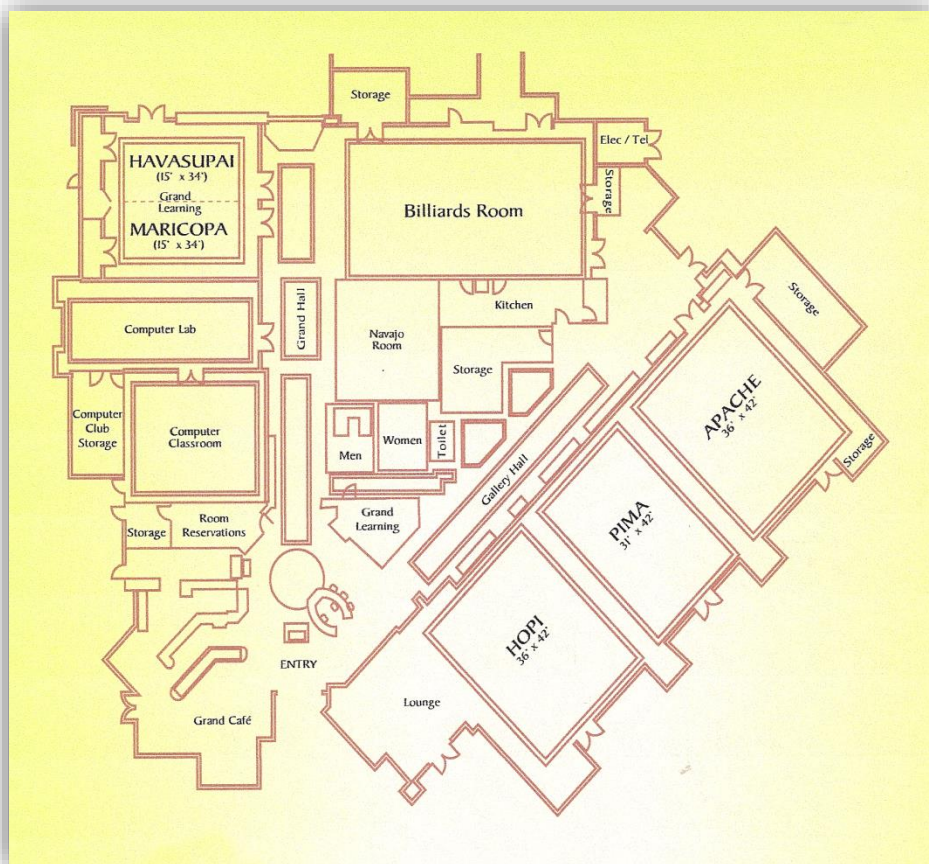 Storage
HAVASUPAI
(15' x 34')
Grand
Learning
MARICOPA
(15' x 34')
Billiards Room
Elec / Tel
Storage
Storage
Computer Lab
Grand Hall
Navajo
Room
Kitchen
Storage
APACHE
36' x 42'
Storage
Computer
Club
Storage
Computer
Classroom
Men
Women
Toilet
Gallery Hall
PIMA
31' x 42'
Storage
Room
Reservations
Grand
Learning
HOPI
36' x 42'
ENTRY
Lounge
Grand Café